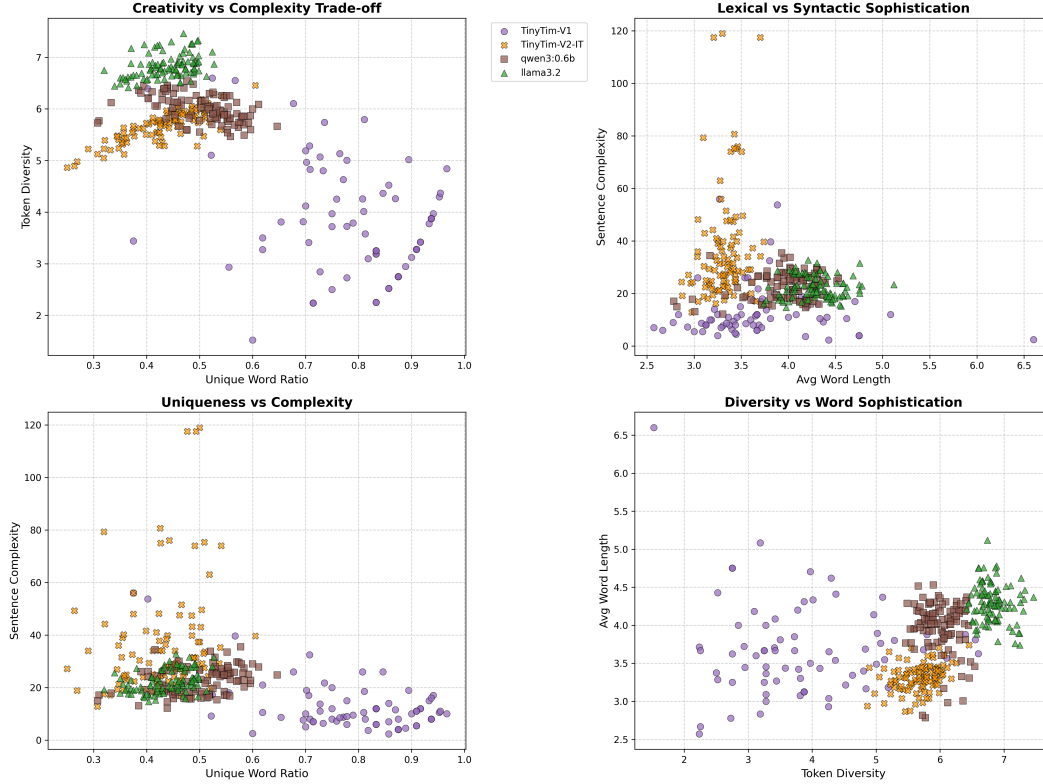 Creativity vs Complexity Trade-off
7
6
5
4
3
2
Token Diversity
0.3 0.4 0.5 0.6 0.7 0.8 0.9 1.0
Unique Word Ratio
TinyTim-V1
TinyTim-V2-IT
qwen3:0.6b
llama3.2
Lexical vs Syntactic Sophistication
120
100
80
60
40
20
0
Sentence Complexity
2.5 3.0 3.5 4.0 4.5 5.0 5.5 6.0 6.5
Avg Word Length
Uniqueness vs Complexity
120
100
80
60
40
20
0
Sentence Complexity
0.3 0.4 0.5 0.6 0.7 0.8 0.9 1.0
Unique Word Ratio
Diversity vs Word Sophistication
6.5
6.0
5.5
5.0
4.5
4.0
3.5
3.0
2.5
Avg Word Length
2 3 4 5 6 7
Token Diversity